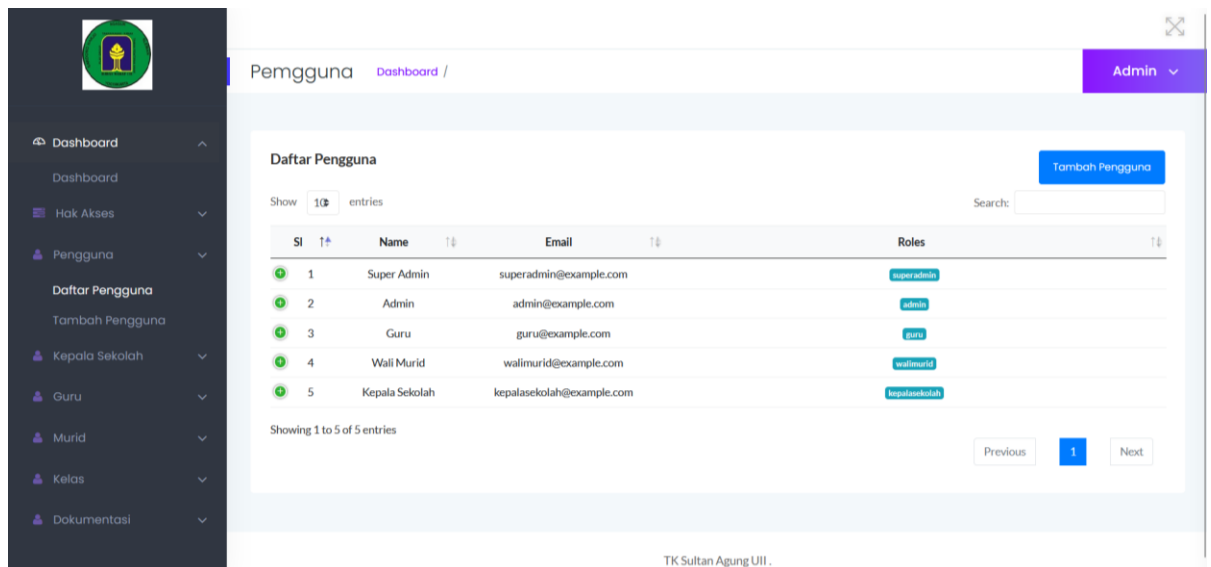 Pemgguna Dashboard /
Admin
Dashboard
Dashboard
Hak Akses
Pengguna
Daftar Pengguna
Tambah Pengguna
Kepala Sekolah
Guru
Murid
Kelas
Dokumentasi
Daftar Pengguna
Tambah Pengguna
Show 10 entries
Search:
Sl Name Email Roles
1 Super Admin superadmin@example.com superadmin
2 Admin admin@example.com admin
3 Guru guru@example.com guru
4 Wali Murid walimurid@example.com walimurid
5 Kepala Sekolah kepalasekolah@example.com kepalasekolah
Showing 1 to 5 of 5 entries
Previous 1 Next
TK Sultan Agung UII .